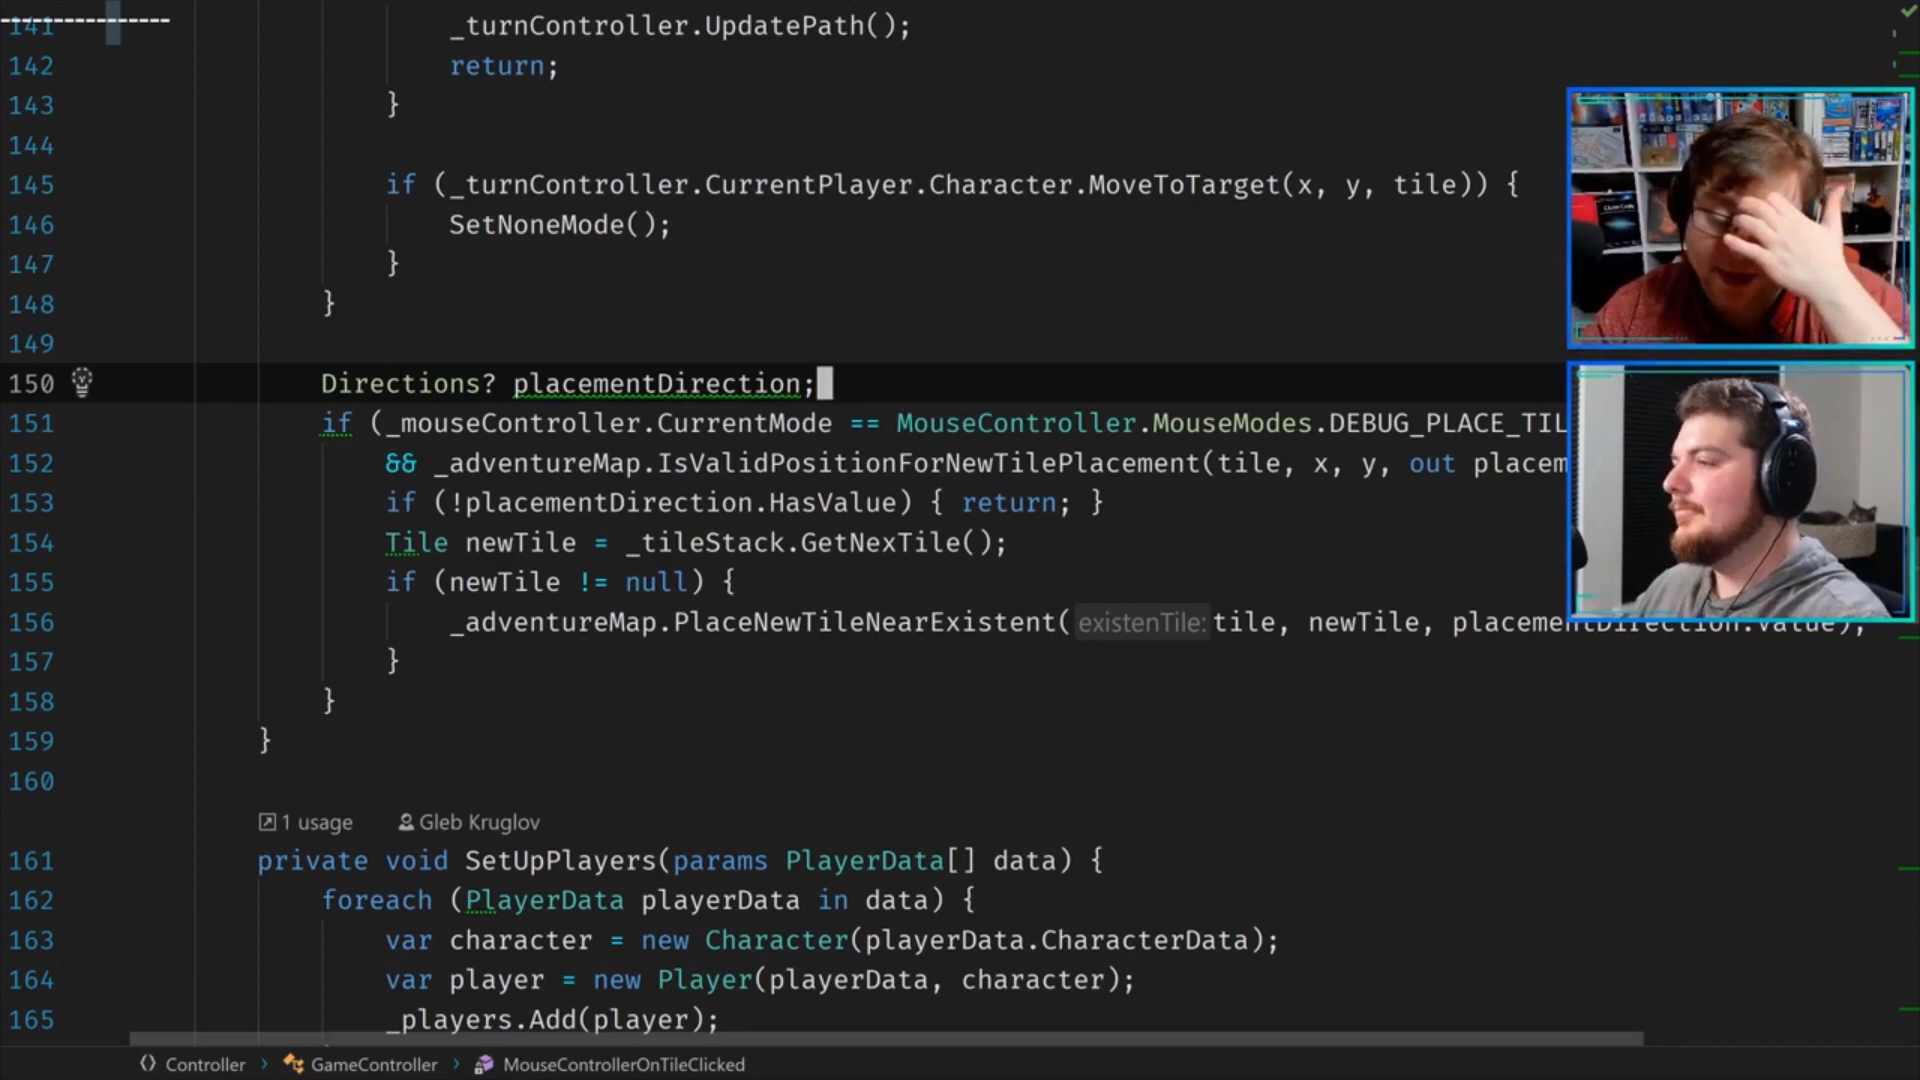 141 _turnController.UpdatePath();
142 return;
143 }
144
145 if (_turnController.CurrentPlayer.Character.MoveToTarget(x, y, tile)) {
146 SetNoneMode();
147 }
148 }
149
150 Directions? placementDirection;
151 if (_mouseController.CurrentMode == MouseController.MouseModes.DEBUG_PLACE_TIL
152 && _adventureMap.IsValidPositionForNewTilePlacement(tile, x, y, out placem
153 if (!placementDirection.HasValue) { return; }
154 Tile newTile = _tileStack.GetNexTile();
155 if (newTile != null) {
156 _adventureMap.PlaceNewTileNearExistent(existenTile: tile, newTile, placementDirection.Value);
157 }
158 }
159 }
160
1 usage Gleb Kruglov
161 private void SetUpPlayers(params PlayerData[] data) {
162 foreach (PlayerData playerData in data) {
163 var character = new Character(playerData.CharacterData);
164 var player = new Player(playerData, character);
165 _players.Add(player);
Controller > GameController > MouseControllerOnTileClicked